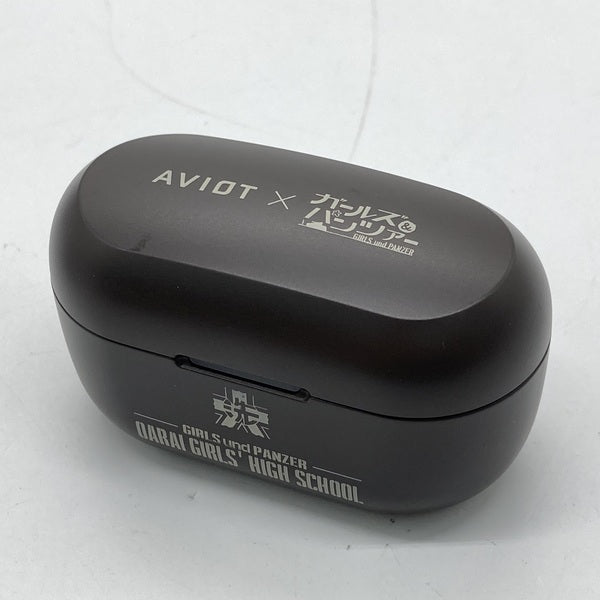 AVIOT × ガールズ&
パンツァー
GIRLS und PANZER
GIRLS und PANZER
OARAI GIRLS' HIGH SCHOOL